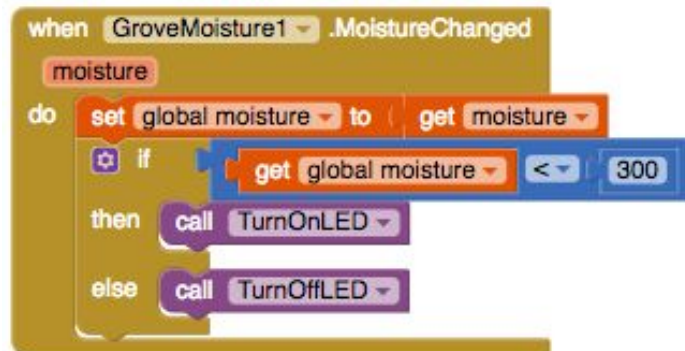 when GroveMoisture1 .MoistureChanged
moisture
do set global moisture to get moisture
if get global moisture < 300
then call TurnOnLED
else call TurnOffLED